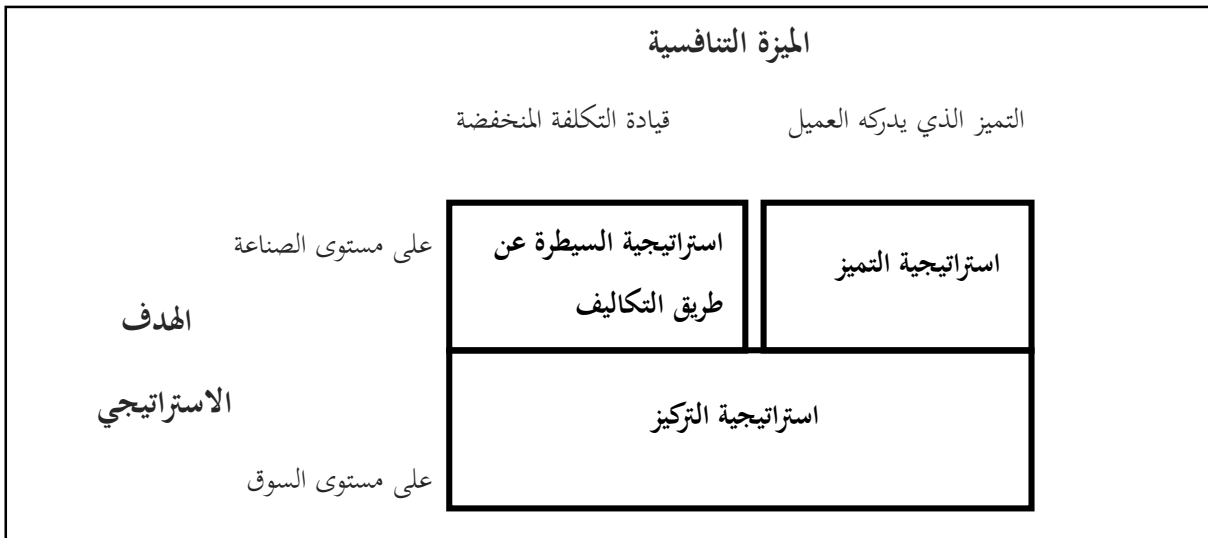 الميزة التنافسية
التميز الذي يدركه العميل
قيادة التكلفة المنخفضة
استراتيجية التميز
استراتيجية السيطرة عن
طريق التكاليف
على مستوى الصناعة
الهدف
الاستراتيجي
استراتيجية التركيز
على مستوى السوق